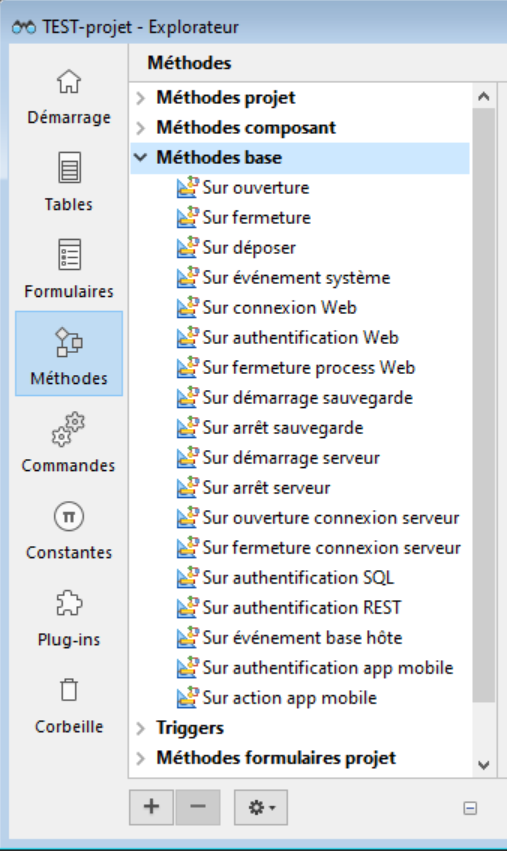 TEST-projet - Explorateur
Démarrage
Tables
Formulaires
Méthodes
Commandes
Constantes
Plug-ins
Corbeille
Méthodes
Méthodes projet
Méthodes composant
Méthodes base
Sur ouverture
Sur fermeture
Sur déposer
Sur événement système
Sur connexion Web
Sur authentification Web
Sur fermeture process Web
Sur démarrage sauvegarde
Sur arrêt sauvegarde
Sur démarrage serveur
Sur arrêt serveur
Sur ouverture connexion serveur
Sur fermeture connexion serveur
Sur authentification SQL
Sur authentification REST
Sur événement base hôte
Sur authentification app mobile
Sur action app mobile
Triggers
Méthodes formulaires projet